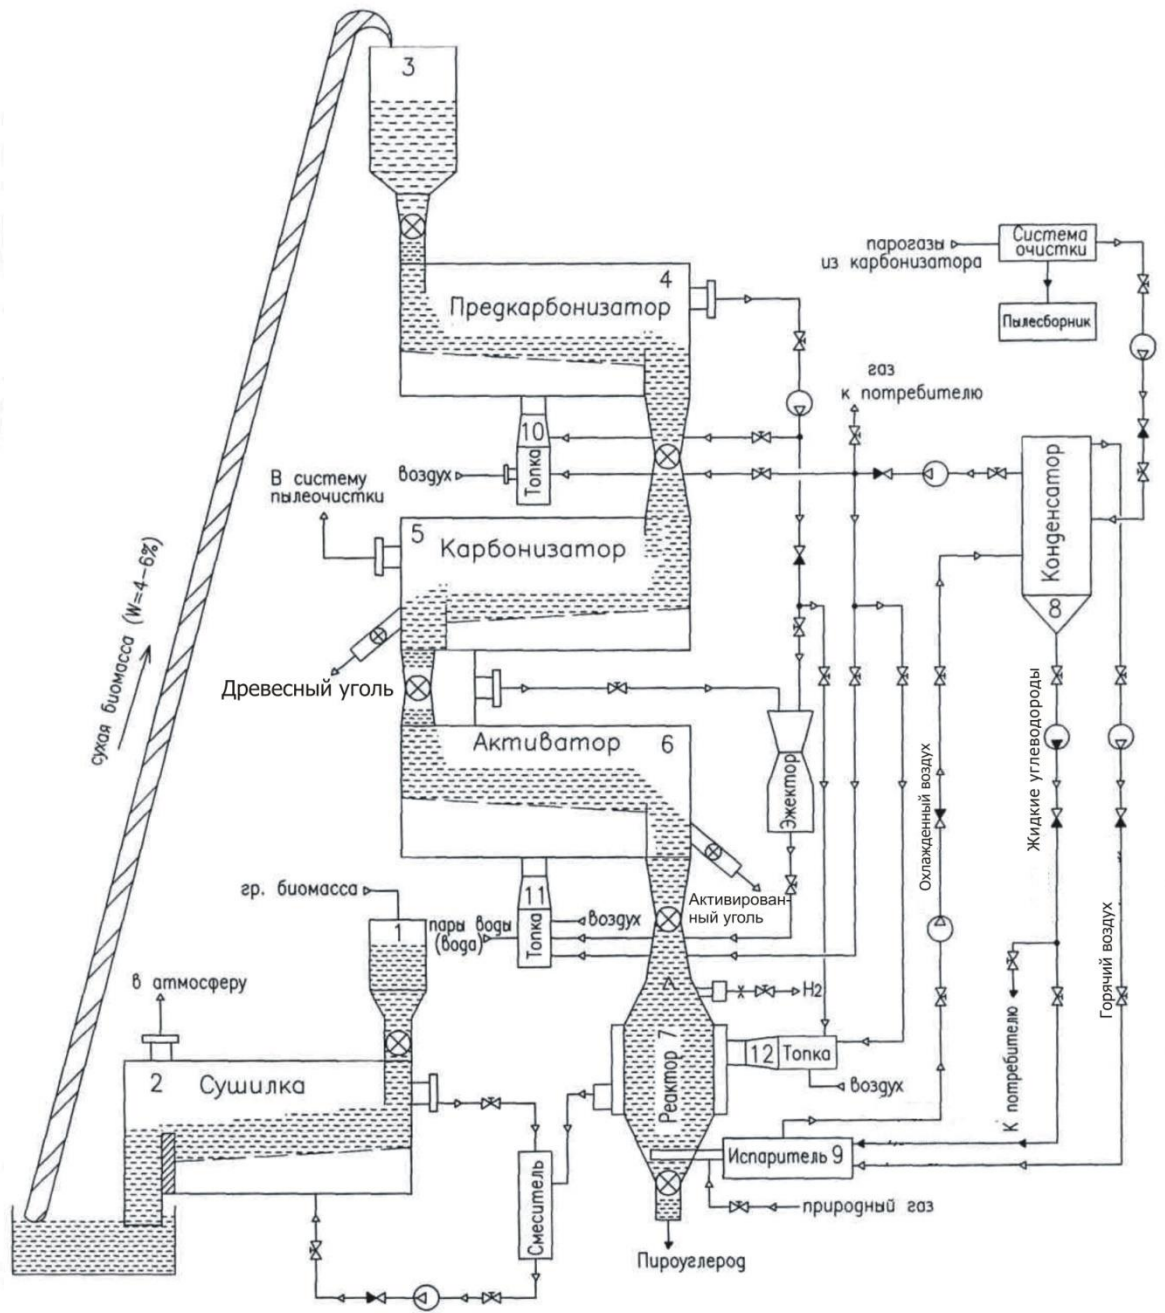 3
парогазы
из карбонизатора
Система
очистки
Пылесборник
4
Предкарбонизатор
газ
к потребителю
10
Топка
воздух
В систему
пылеочистки
5
Карбонизатор
Конденсатор
8
сухая биомасса (W=4-6%)
Древесный уголь
Активатор
6
Эжектор
Охлажденный воздух
Жидкие углеводороды
Горячий воздух
гр. биомасса
1
пары воды
(вода)
11
Топка
воздух
Активирован-
ный уголь
в атмосферу
H2
2
Сушилка
Реактор 7
12
Топка
воздух
К потребителю
Испаритель 9
Смеситель
природный газ
Пироуглерод